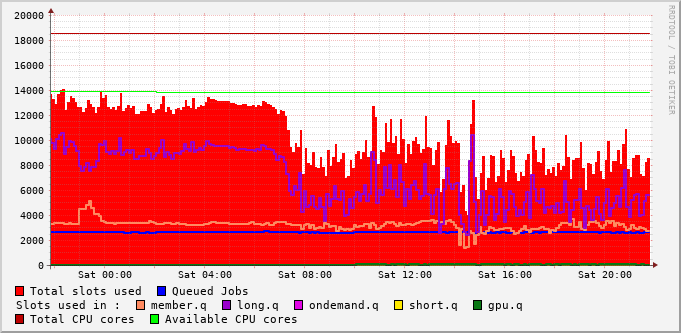 20000
18000
16000
14000
12000
10000
8000
6000
4000
2000
0
Sat 00:00 Sat 04:00 Sat 08:00 Sat 12:00 Sat 16:00 Sat 20:00
RRDTOOL / TOBI OETIKER
Total slots used Queued Jobs
Slots used in : member.q long.q ondemand.q short.q gpu.q
Total CPU cores Available CPU cores